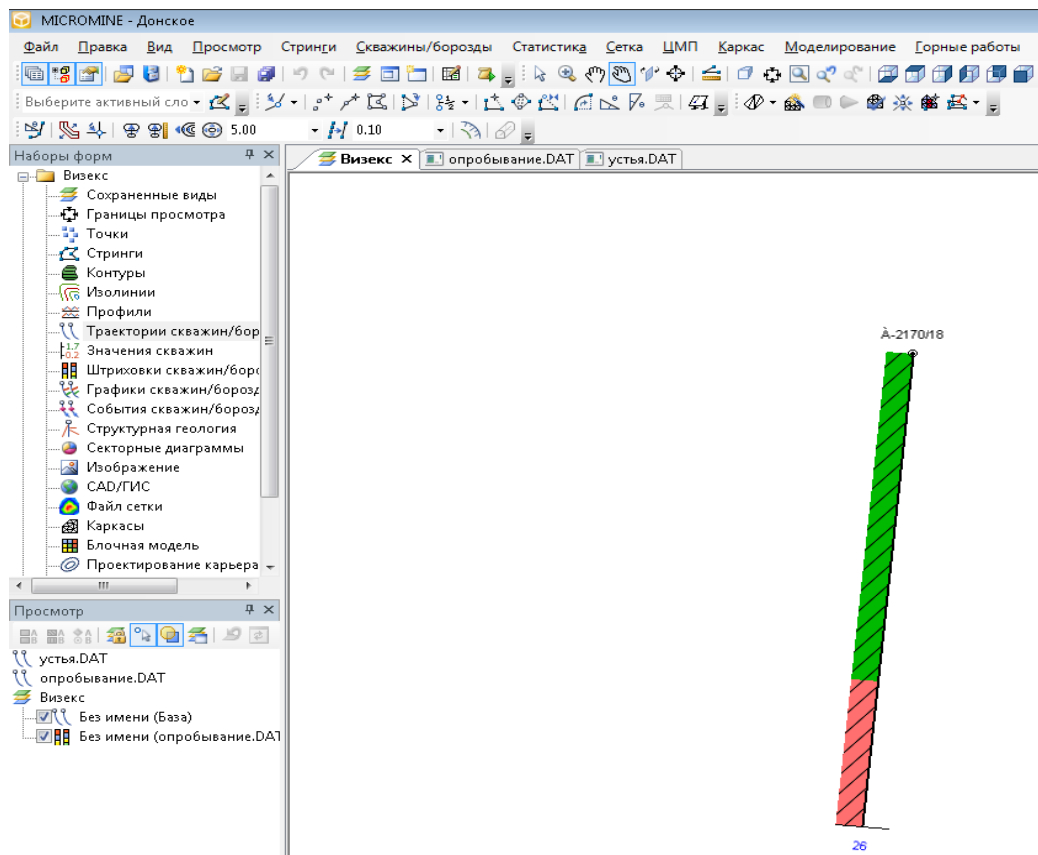 MICROMINE - Донское
Файл Правка Вид Просмотр Стринги Скважины/борозды Статистика Сетка ЦМП Каркас Моделирование Горные работы
Выберите активный сло
5.00 0.10
Наборы форм
Визекс опробывание.DAT устья.DAT
Визекс
Сохраненные виды
Границы просмотра
Точки
Стринги
Контуры
Изолинии
Профили
Траектории скважин/бор
Значения скважин
Штриховки скважин/боро
Графики скважин/борозд
События скважин/борозд
Структурная геология
Секторные диаграммы
Изображение
CAD/ГИС
Файл сетки
Каркасы
Блочная модель
Проектирование карьера
À-2170/18
Просмотр
устья.DAT
опробывание.DAT
Визекс
Без имени (База)
Без имени (опробывание.DAT
26